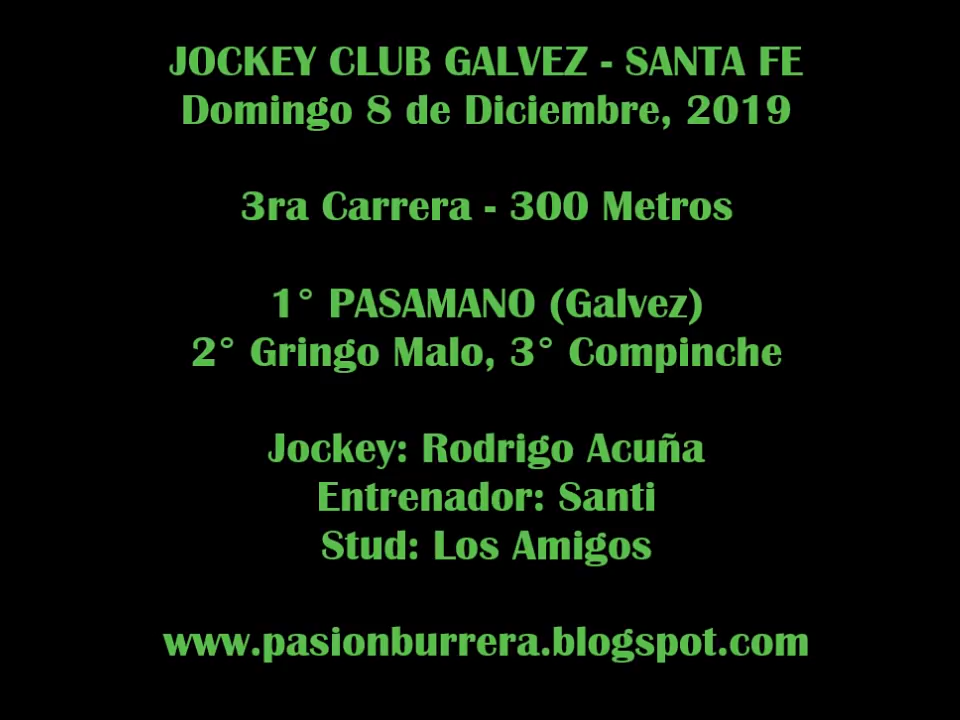 JOCKEY CLUB GALVEZ - SANTA FE
Domingo 8 de Diciembre, 2019
3ra Carrera - 300 Metros
1° PASAMANO (Galvez)
2° Gringo Malo, 3° Compinche
Jockey: Rodrigo Acuña
Entrenador: Santi
Stud: Los Amigos
www.pasionburrera.blogspot.com